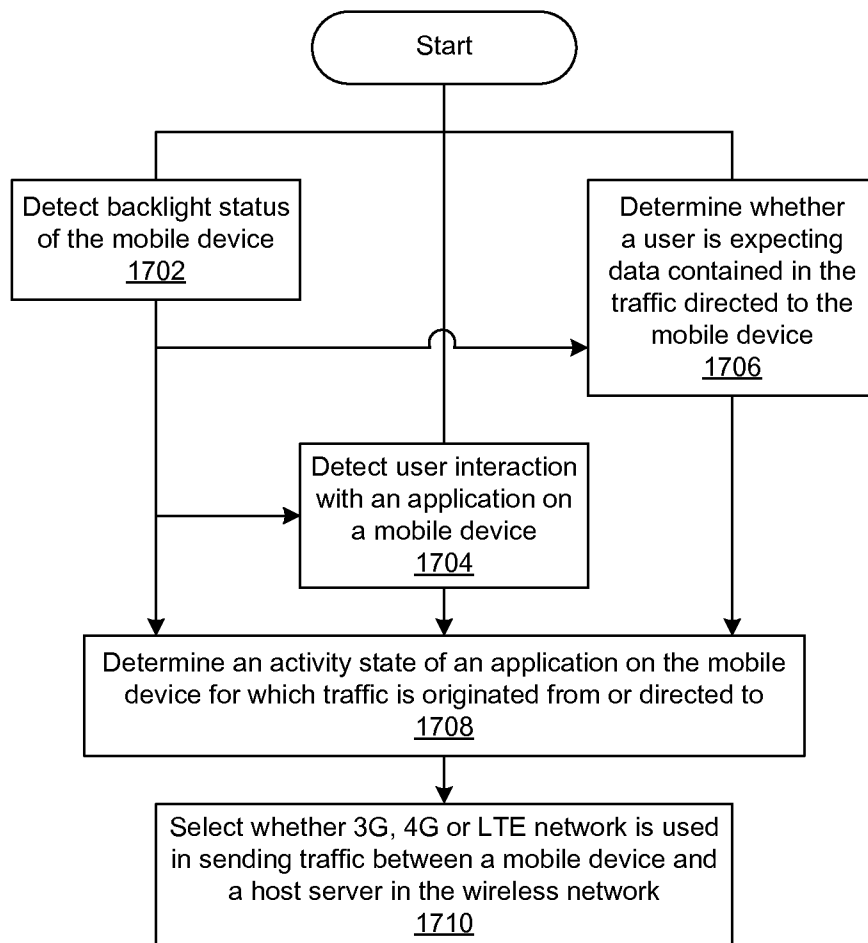 Start
Detect backlight status
of the mobile device
1702
Determine whether
a user is expecting
data contained in the
traffic directed to the
mobile device
1706
Detect user interaction
with an application on
a mobile device
1704
Determine an activity state of an application on the mobile
device for which traffic is originated from or directed to
1708
Select whether 3G, 4G or LTE network is used
in sending traffic between a mobile device and
a host server in the wireless network
1710